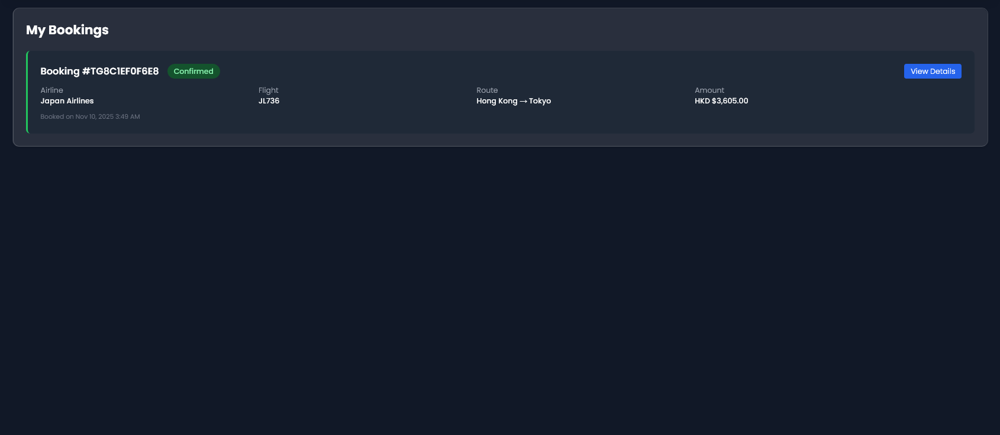 My Bookings
Booking #TG8C1EF0F6E8 Confirmed View Details
Airline Flight Route Amount
Japan Airlines JL736 Hong Kong → Tokyo HKD $3,605.00
Booked on Nov 10, 2025 3:49 AM